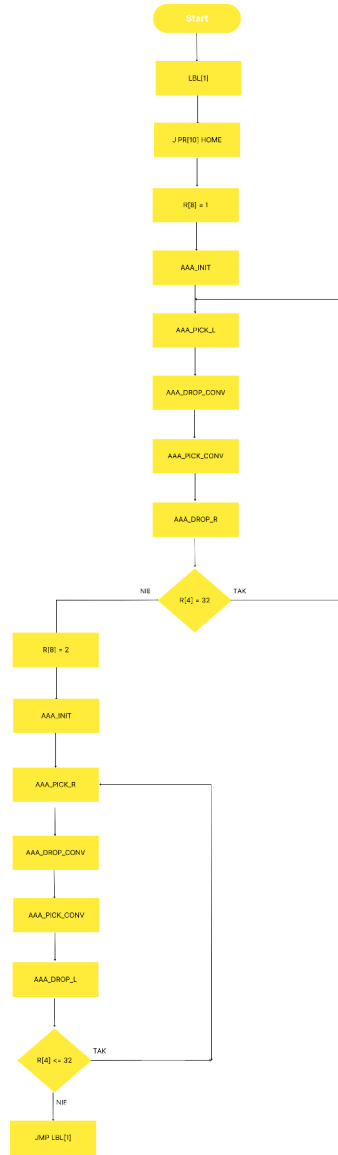 Start
LBL[1]
J PR[10] HOME
R[8] = 1
AAA_INIT
AAA_PICK_L
AAA_DROP_CONV
AAA_PICK_CONV
AAA_DROP_R
NIE
R[4] = 32
TAK
R[8] = 2
AAA_INIT
AAA_PICK_R
AAA_DROP_CONV
AAA_PICK_CONV
AAA_DROP_L
R[4] <= 32
TAK
NIE
JMP LBL[1]